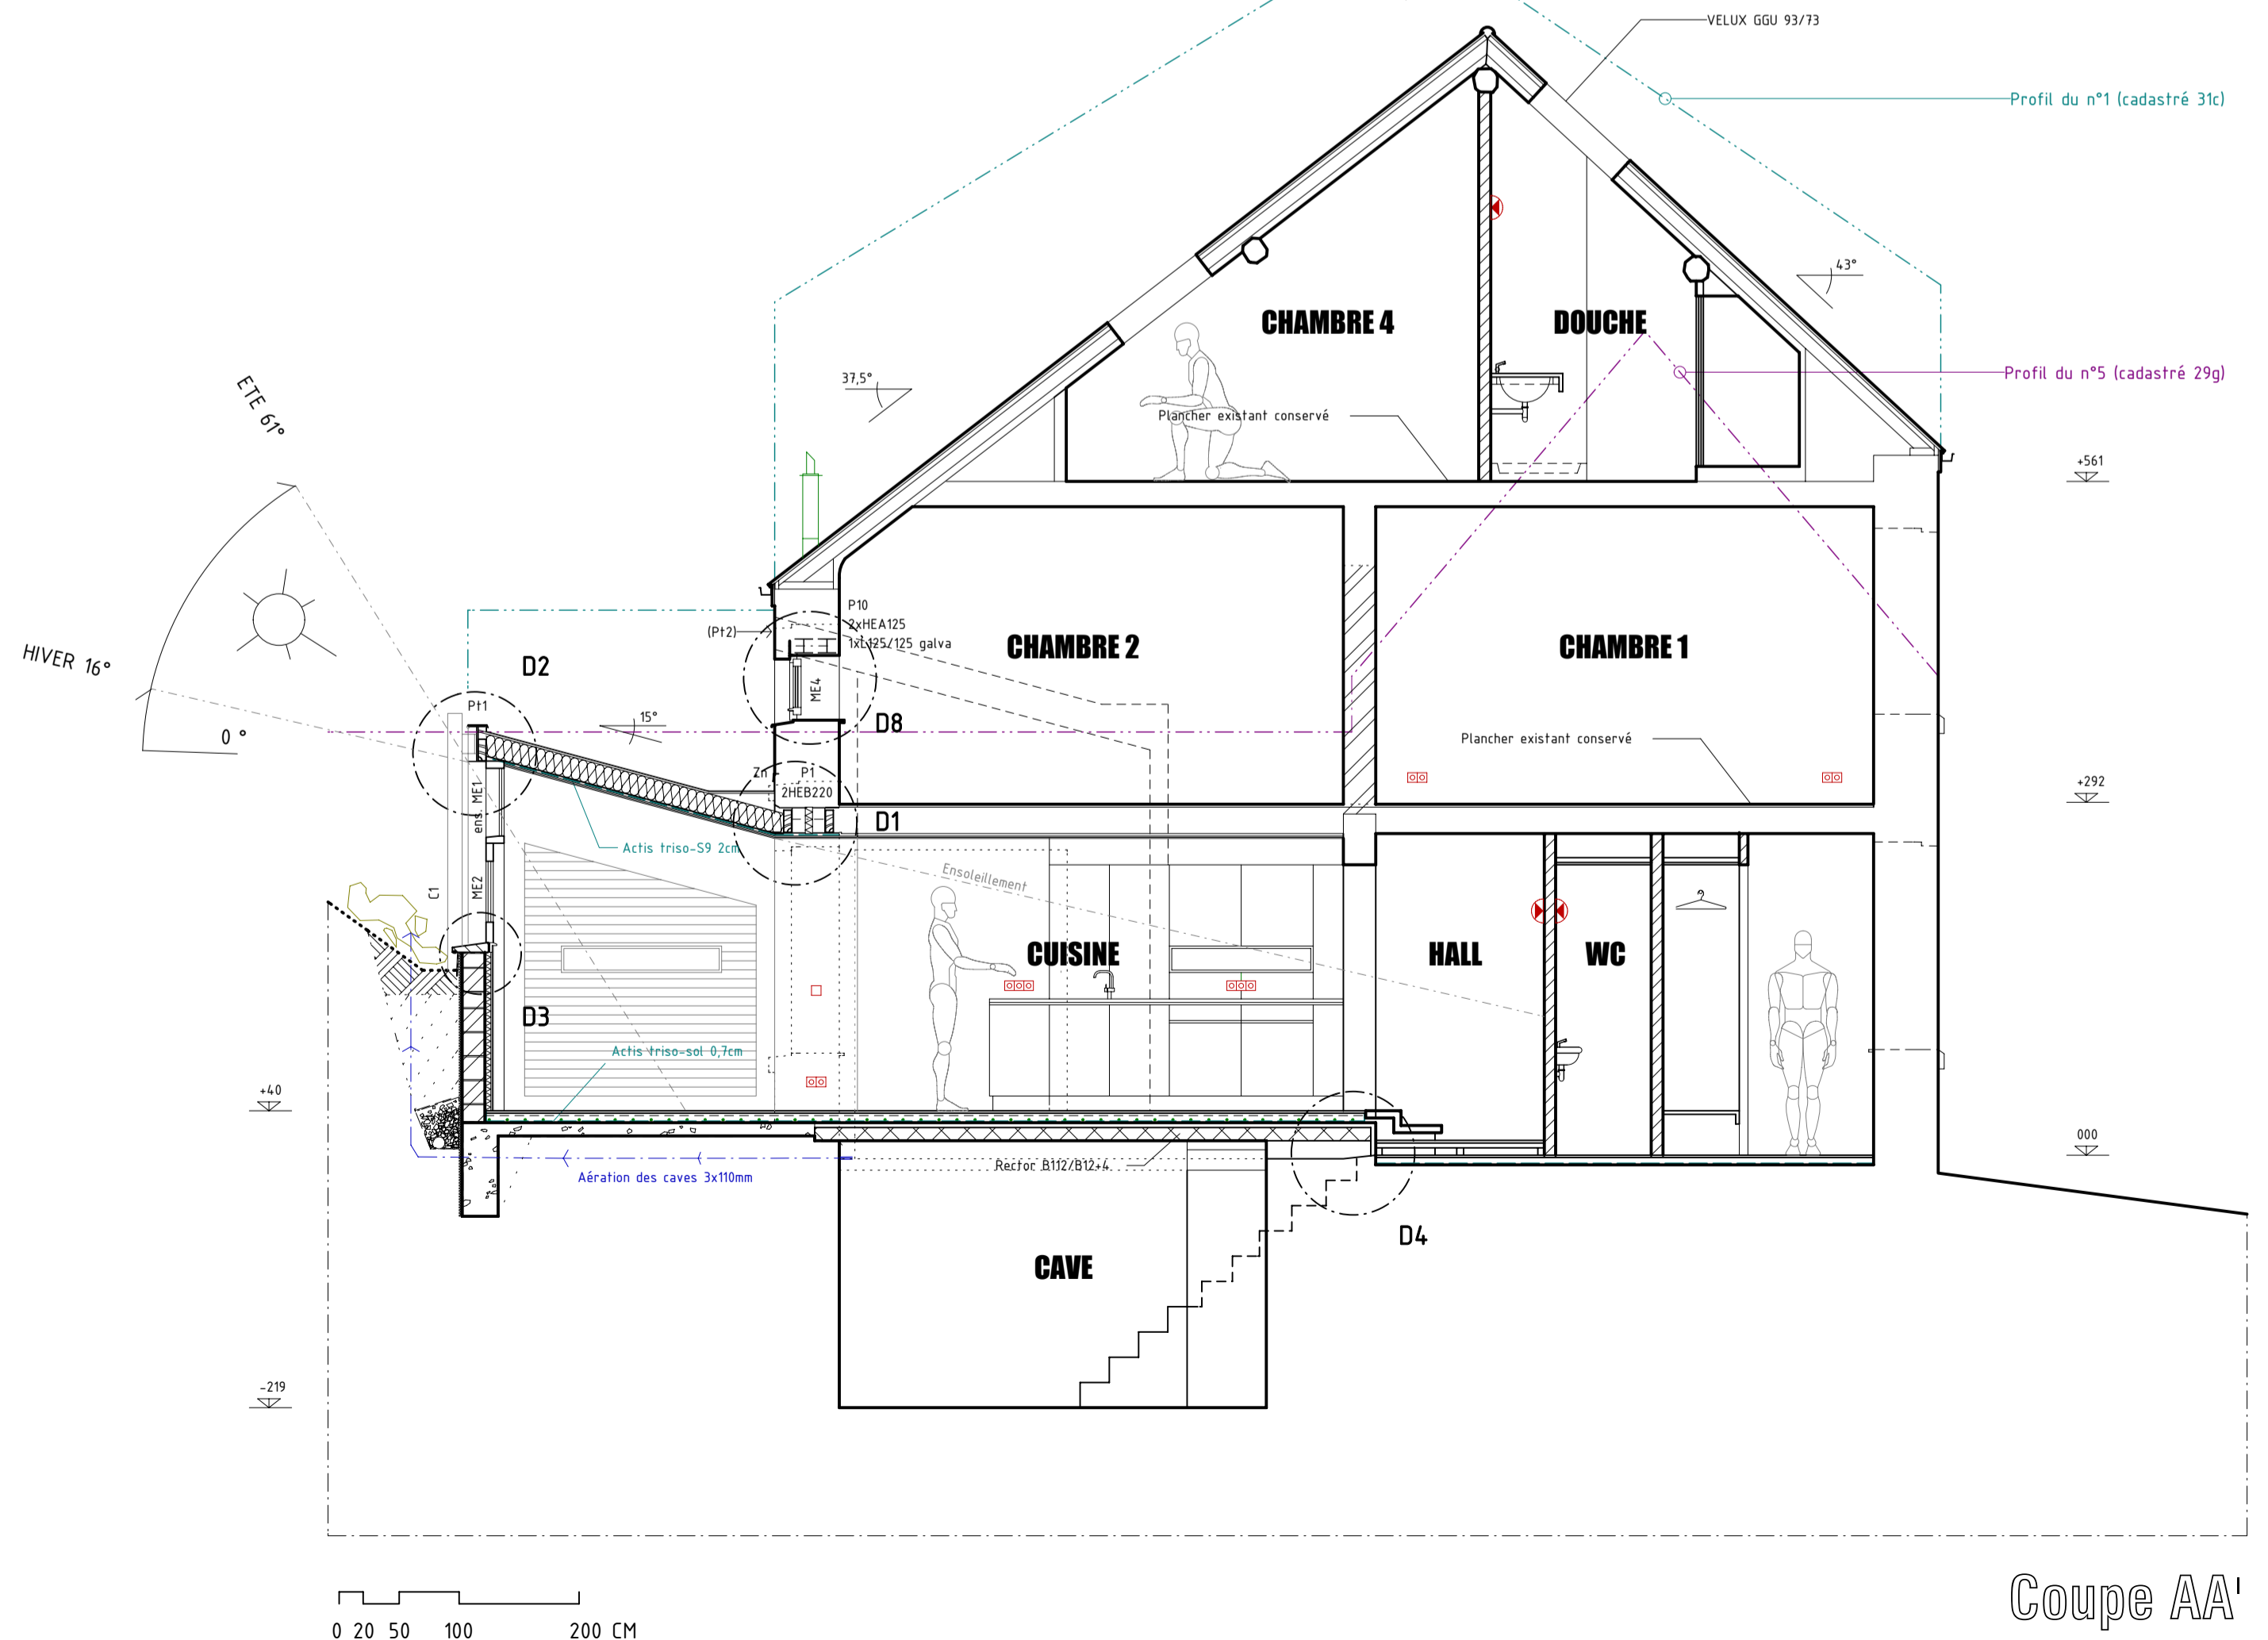 VELUX GGU 93/73
Profil du n°1 (cadastré 31c)
43°
CHAMBRE 4
DOUCHE
37,5°
Profil du n°5 (cadastré 29g)
ETE 61°
Plancher existant conservé
+561
P10
2xHEA125
(Pt2)
1xL125/125 galva
CHAMBRE 2
CHAMBRE 1
HIVER 16°
D2
ME4
Pt1
15°
D8
0 °
Plancher existant conservé
Zn
P1
2HEB220
+292
ens. ME1
D1
Actis triso-S9 2cm
Ensoleillement
C1
ME2
CUISINE
HALL
WC
D3
Actis triso-sol 0,7cm
+40
000
Rector B112/B12+4
Aération des caves 3x110mm
D4
CAVE
-219
Coupe AA'
0 20 50 100 200 CM